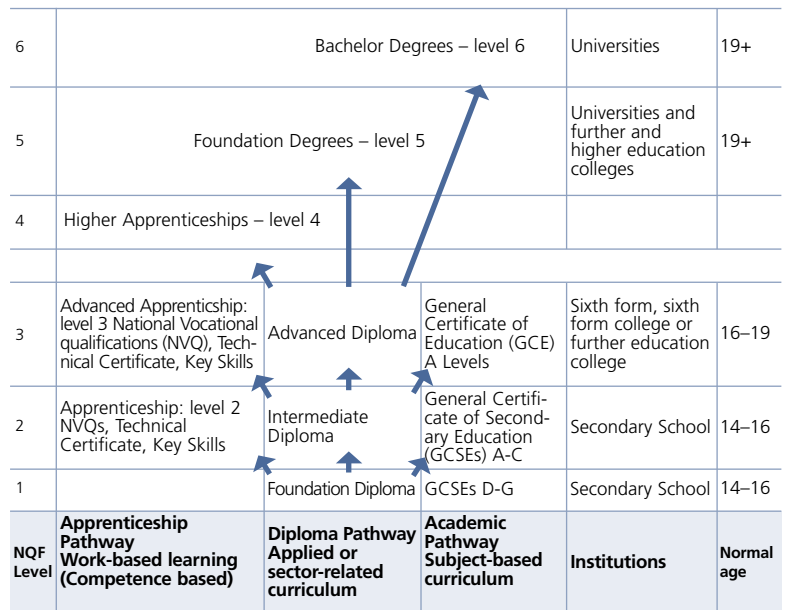 6
Bachelor Degrees – level 6
Universities
19+
5
Foundation Degrees – level 5
Universities and
further and
higher education
colleges
19+
4
Higher Apprenticeships – level 4
3
Advanced Apprenticship:
level 3 National Vocational
qualifications (NVQ), Tech-
nical Certificate, Key Skills
Advanced Diploma
General
Certificate of
Education (GCE)
A Levels
Sixth form, sixth
form college or
further education
college
16–19
2
Apprenticeship: level 2
NVQs, Technical
Certificate, Key Skills
Intermediate
Diploma
General Certifi-
cate of Second-
ary Education
(GCSEs) A-C
Secondary School
14–16
1
Foundation Diploma
GCSEs D-G
Secondary School
14–16
NQF
Level
Apprenticeship
Pathway
Work-based learning
(Competence based)
Diploma Pathway
Applied or
sector-related
curriculum
Academic
Pathway
Subject-based
curriculum
Institutions
Normal
age